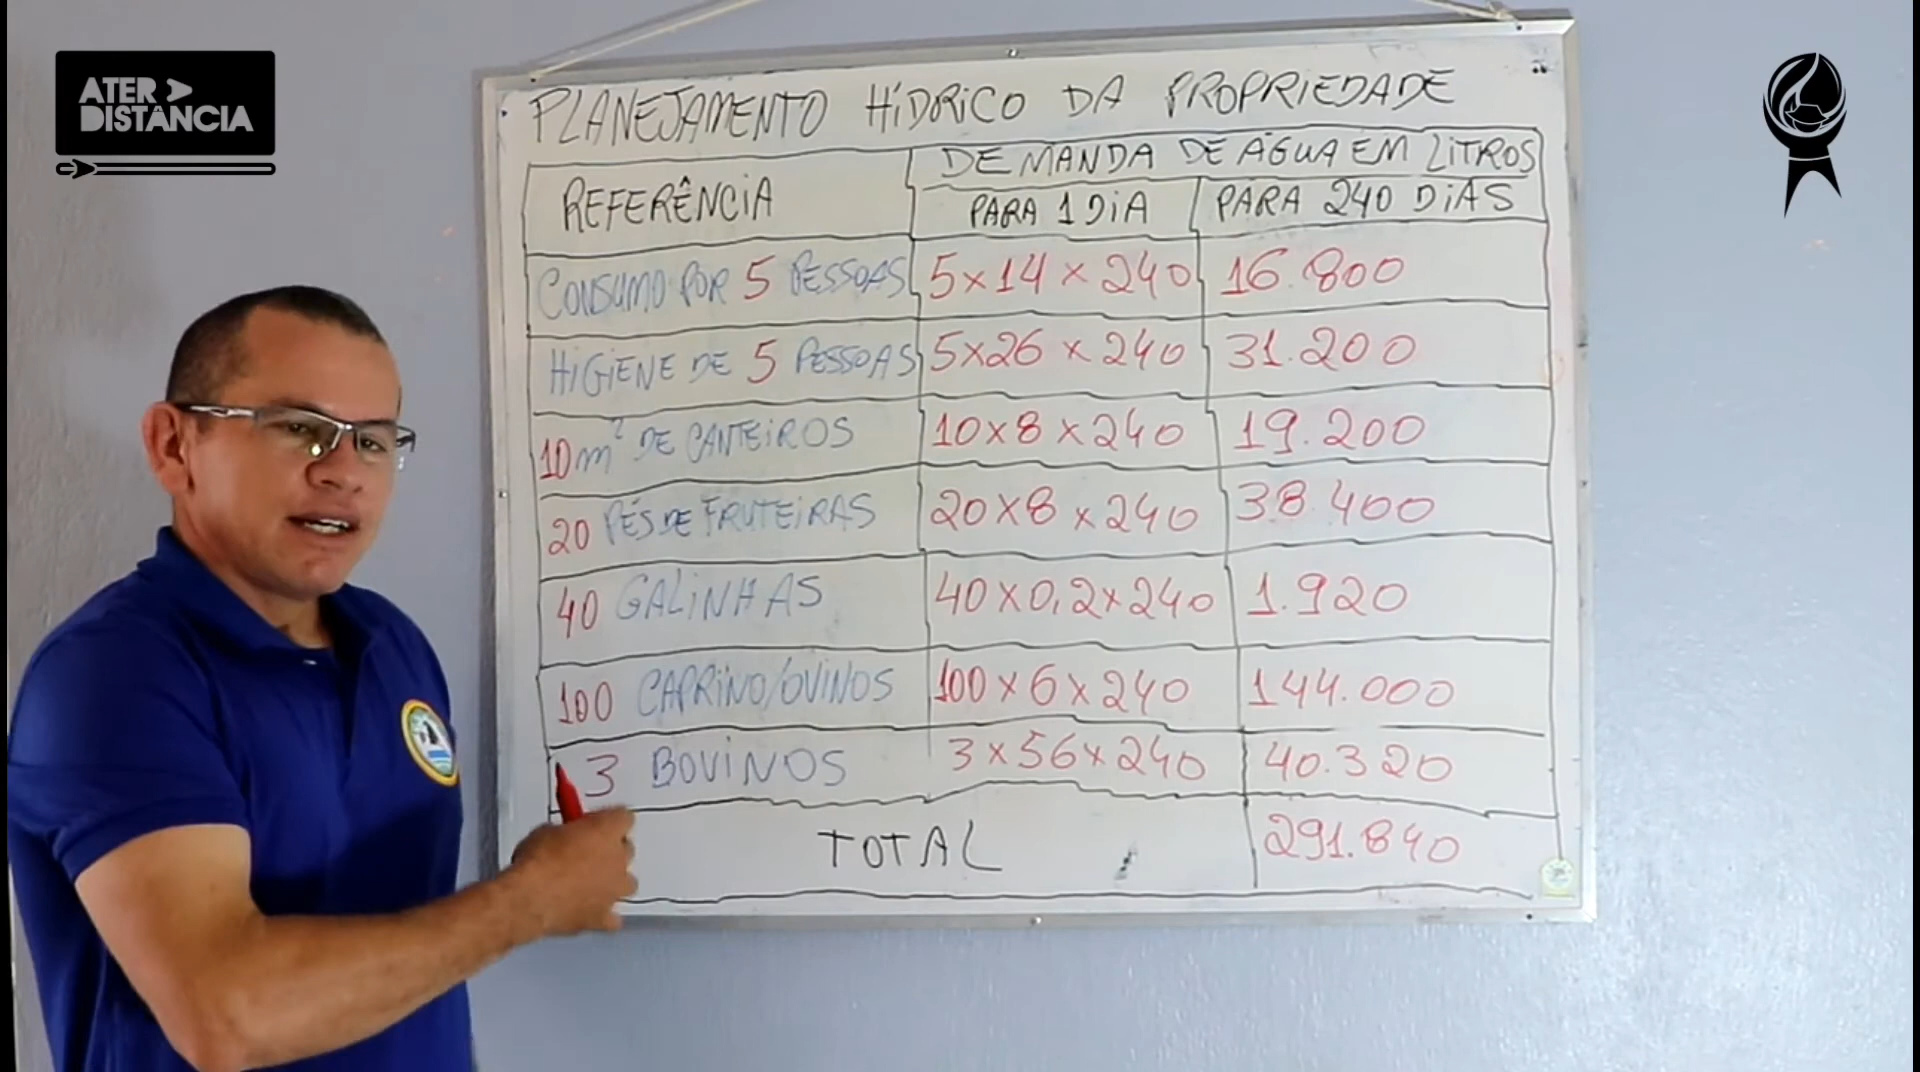 ATER
DISTÂNCIA
PLANEJAMENTO HÍDRICO DA PROPRIEDADE
REFERÊNCIA
DEMANDA DE ÁGUA EM LITROS
PARA 1 DIA
PARA 240 DIAS
CONSUMO POR 5 PESSOAS 5x14x240 16.800
HIGIENE DE 5 PESSOAS 5x26x240 31.200
10m² DE CANTEIROS 10x8x240 19.200
20 PÉS DE FRUTEIRAS 20x8x240 38.400
40 GALINHAS 40x0,2x240 1.920
100 CAPRINO/OVINOS 100x6x240 144.000
3 BOVINOS 3x56x240 40.320
TOTAL 291.840